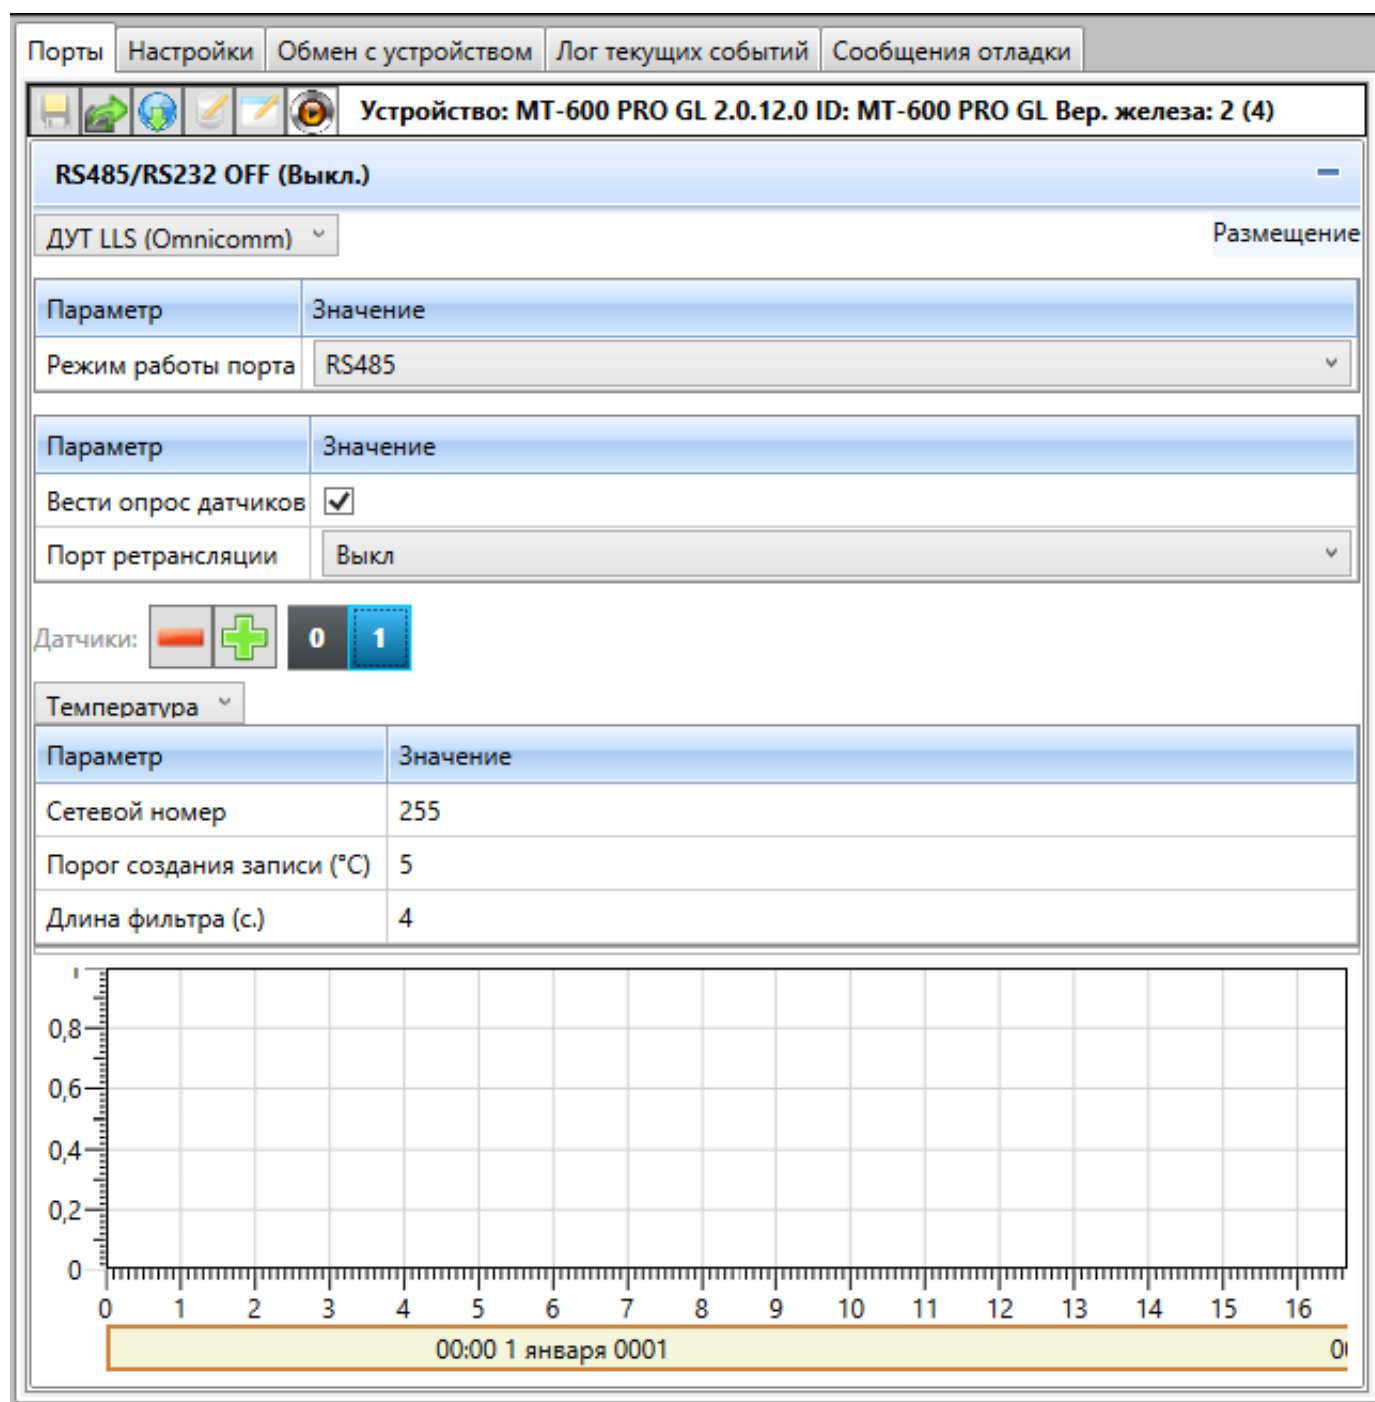 Порты Настройки Обмен с устройством Лог текущих событий Сообщения отладки
Устройство: MT-600 PRO GL 2.0.12.0 ID: MT-600 PRO GL Вер. железа: 2 (4)
RS485/RS232 OFF (Выкл.)
ДУТ LLS (Omnicomm) Размещение
Параметр Значение
Режим работы порта RS485
Параметр Значение
Вести опрос датчиков
Порт ретрансляции Выкл
Датчики: 0 1
Температура
Параметр Значение
Сетевой номер 255
Порог создания записи (°C) 5
Длина фильтра (с.) 4
1
0,8
0,6
0,4
0,2
0
0 1 2 3 4 5 6 7 8 9 10 11 12 13 14 15 16
00:00 1 января 0001